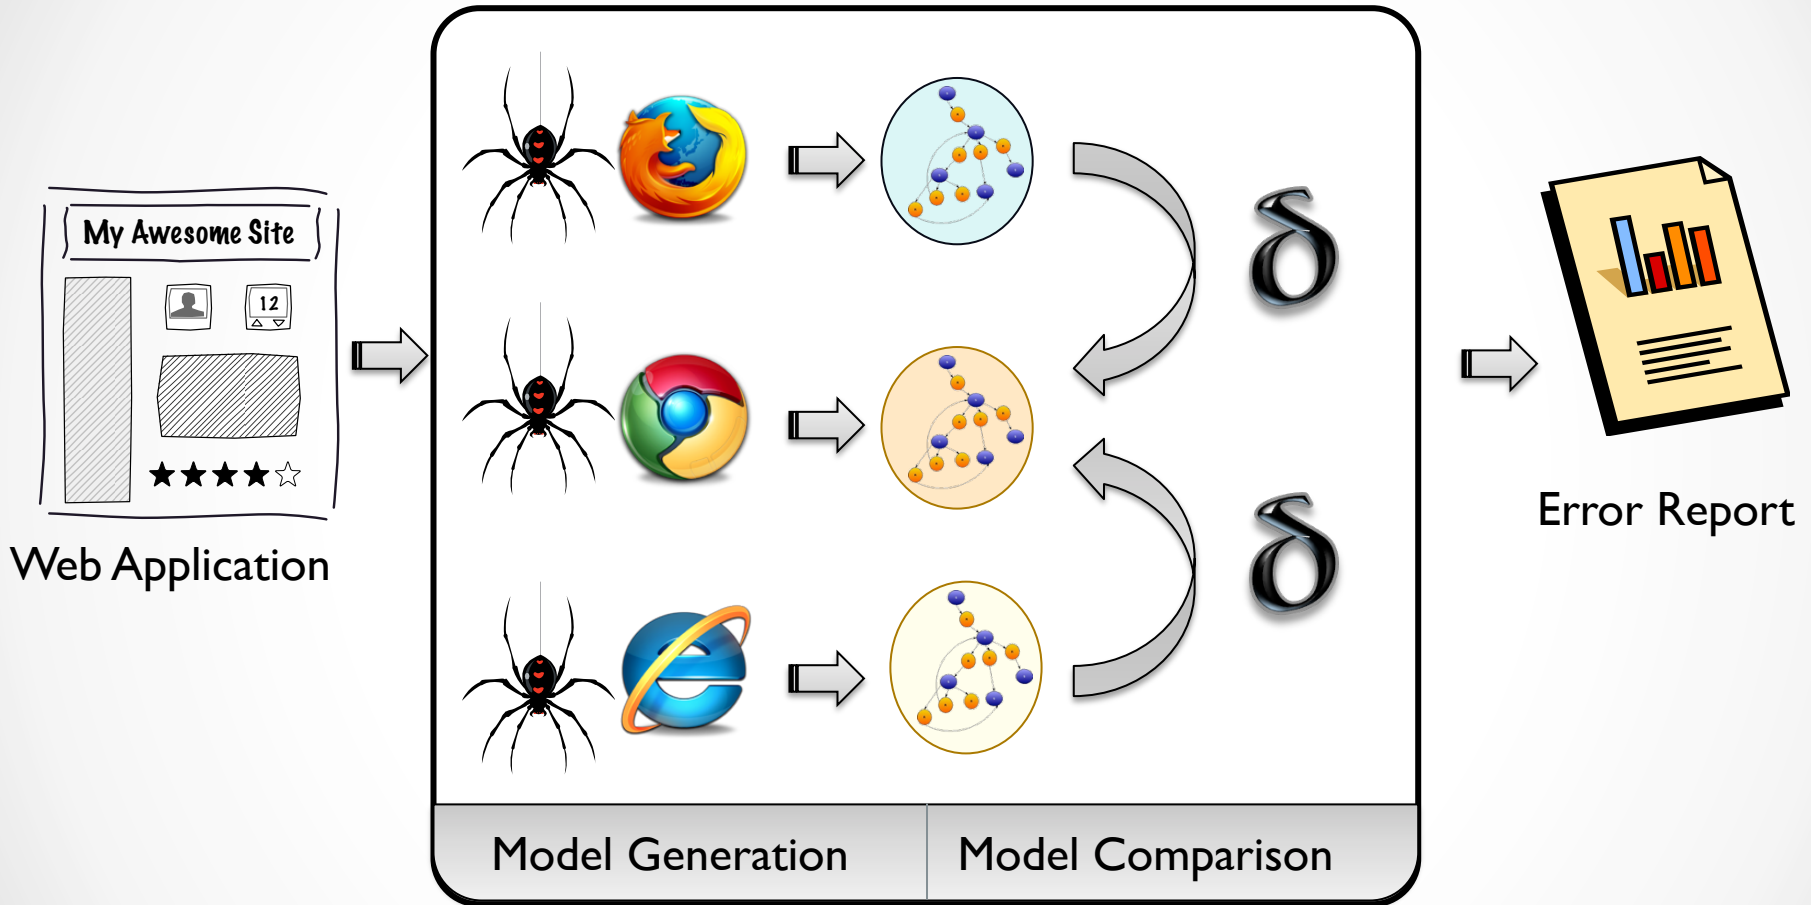 My Awesome Site
12
Web Application
δ
δ
Error Report
Model Generation
Model Comparison